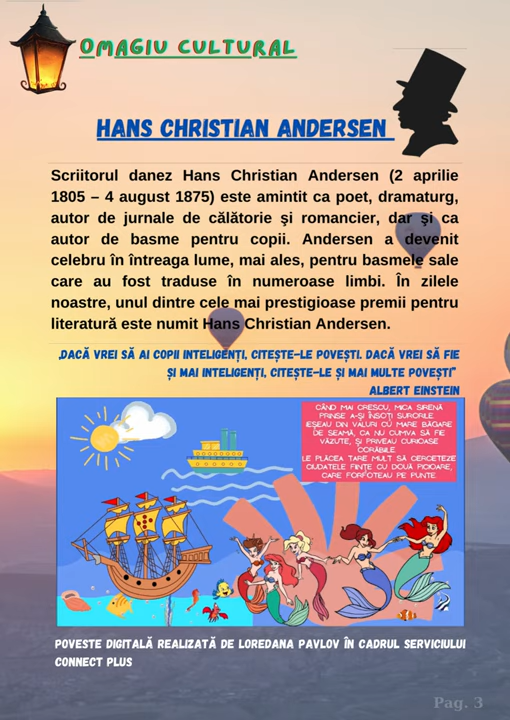 OMAGIU CULTURAL
HANS CHRISTIAN ANDERSEN
Scriitorul danez Hans Christian Andersen (2 aprilie
1805 – 4 august 1875) este amintit ca poet, dramaturg,
autor de jurnale de călătorie şi romancier, dar şi ca
autor de basme pentru copii. Andersen a devenit
celebru în întreaga lume, mai ales, pentru basmele sale
care au fost traduse în numeroase limbi. În zilele
noastre, unul dintre cele mai prestigioase premii pentru
literatură este numit Hans Christian Andersen.
„DACĂ VREI SĂ AI COPII INTELIGENȚI, CITEȘTE-LE POVEȘTI. DACĂ VREI SĂ FIE
ȘI MAI INTELIGENȚI, CITEȘTE-LE ȘI MAI MULTE POVEȘTI”
ALBERT EINSTEIN
CÂND MAI CRESCU, MICA SIRENĂ
PRINSE A-ȘI ÎNSOȚI SURORILE.
IEȘEAU DIN VALURI CU MARE BĂGARE
DE SEAMĂ, CA NU CUMVA SĂ FIE
VĂZUTE, ȘI PRIVEAU CURIOASE
CORĂBIILE.
LE PLĂCEA TARE MULT SĂ CERCETEZE
CIUDATELE FIINȚE CU DOUĂ PICIOARE,
CARE FORFOTEAU PE PUNTE.
POVESTE DIGITALĂ REALIZATĂ DE LOREDANA PAVLOV ÎN CADRUL SERVICIULUI
CONNECT PLUS
Pag. 3